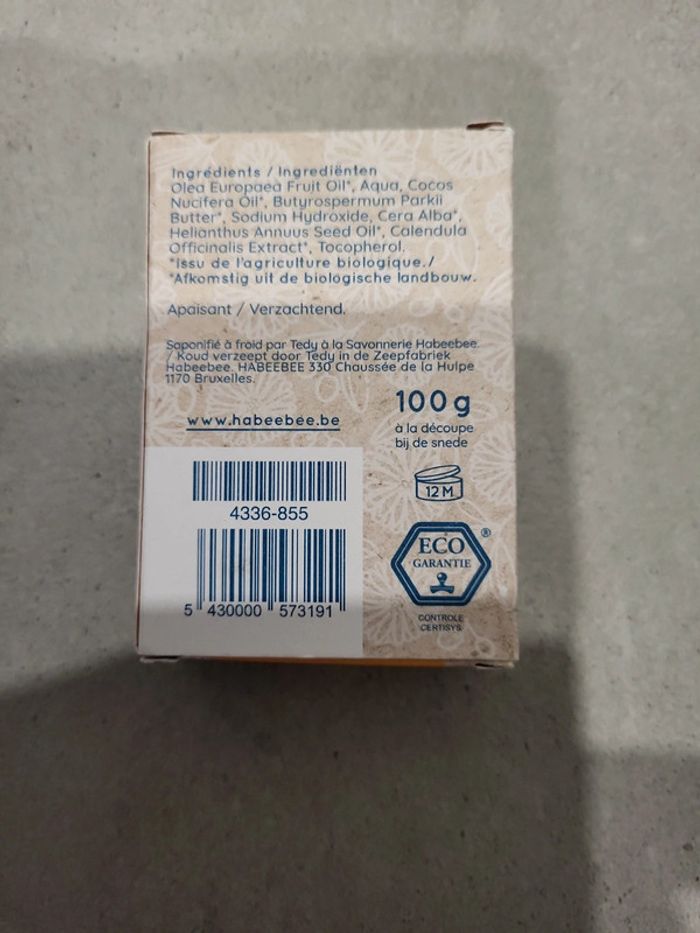 Ingrédients / Ingrediënten
Olea Europaea Fruit Oil*, Aqua, Cocos
Nucifera Oil*, Butyrospermum Parkii
Butter*, Sodium Hydroxide, Cera Alba*,
Helianthus Annuus Seed Oil*, Calendula
Officinalis Extract*, Tocopherol.
*Issu de l'agriculture biologique./
*Afkomstig uit de biologische landbouw.
Apaisant / Verzachtend.
Saponifié à froid par Tedy à la Savonnerie Habeebee.
/ Koud verzeept door Tedy in de Zeepfabriek
Habeebee. HABEEBEE 330 Chaussée de la Hulpe
1170 Bruxelles.
www.habeebee.be
100 g
à la découpe
bij de snede
12 M
4336-855
5 430000 573191
ECO
GARANTIE
®
CONTROLE
CERTISYS